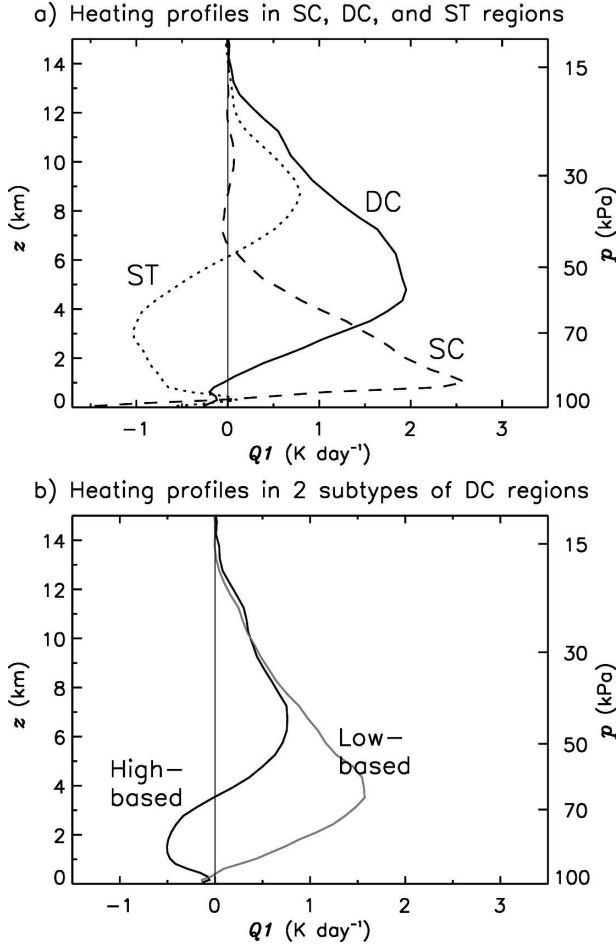 a) Heating profiles in SC, DC, and ST regions
14
12
10
8
6
4
2
0
z (km)
15
30
50
70
100
p (kPa)
DC
ST
SC
−1 0 1 2 3
Q1 (K day⁻¹)
b) Heating profiles in 2 subtypes of DC regions
14
12
10
8
6
4
2
0
z (km)
15
30
50
70
100
p (kPa)
Low−
based
High−
based
−1 0 1 2 3
Q1 (K day⁻¹)